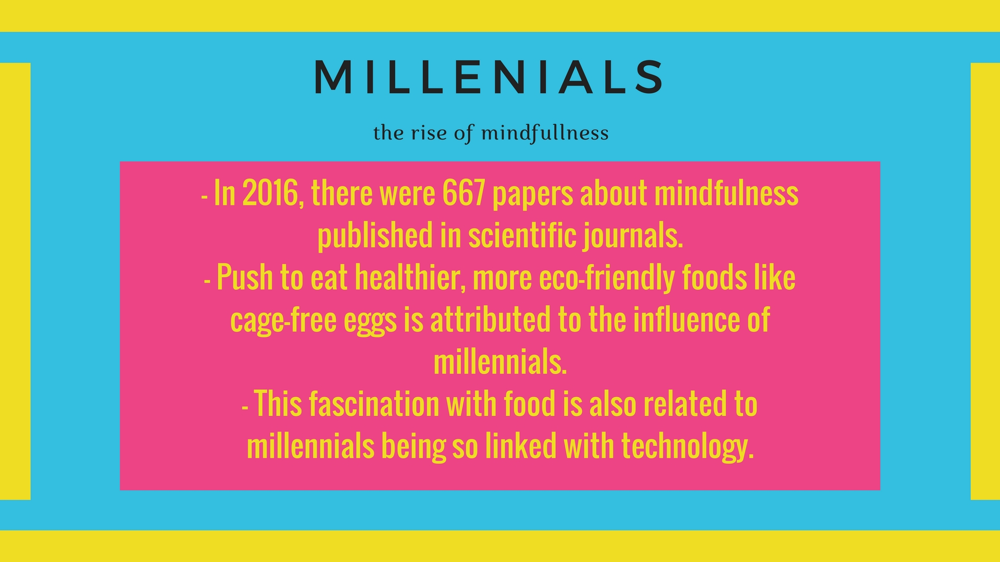 MILLENIALS
the rise of mindfullness
- In 2016, there were 667 papers about mindfulness
published in scientific journals.
- Push to eat healthier, more eco-friendly foods like
cage-free eggs is attributed to the influence of
millennials.
- This fascination with food is also related to
millennials being so linked with technology.